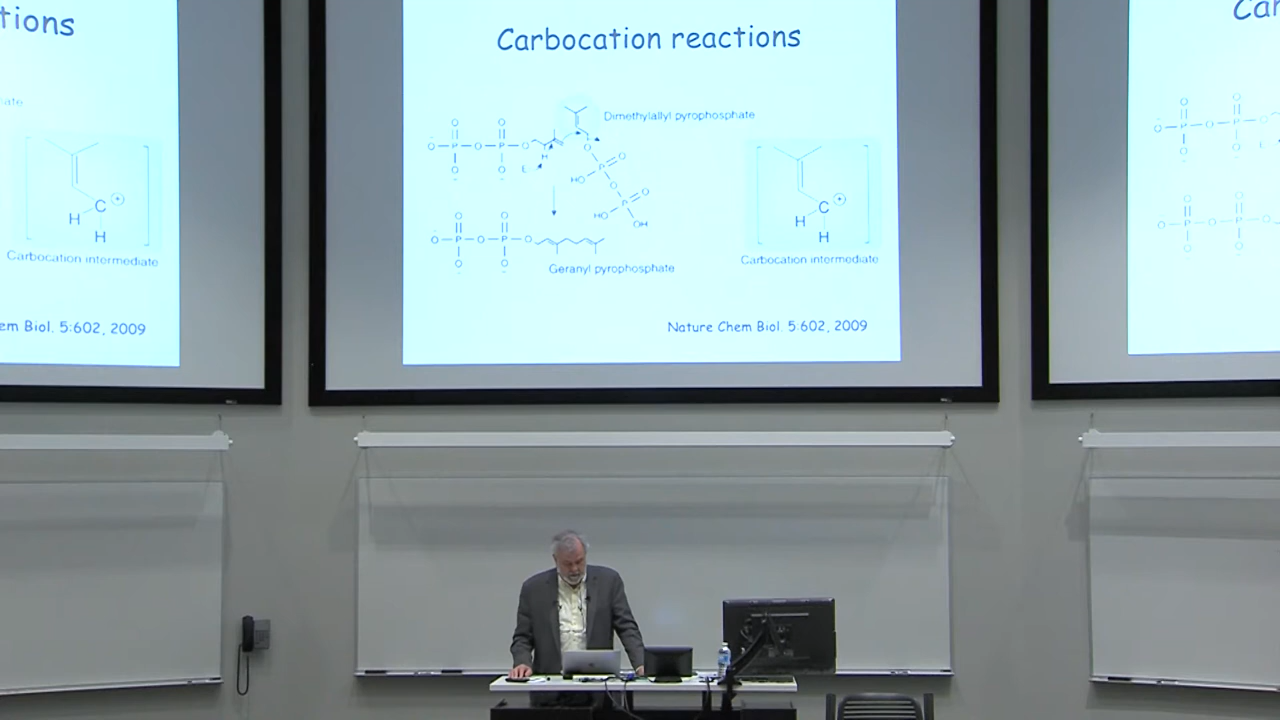 tions
Carbocation reactions
Car
Dimethylallyl pyrophosphate
Carbocation intermediate
Geranyl pyrophosphate
Carbocation intermediate
em Biol. 5:602, 2009
Nature Chem Biol. 5:602, 2009